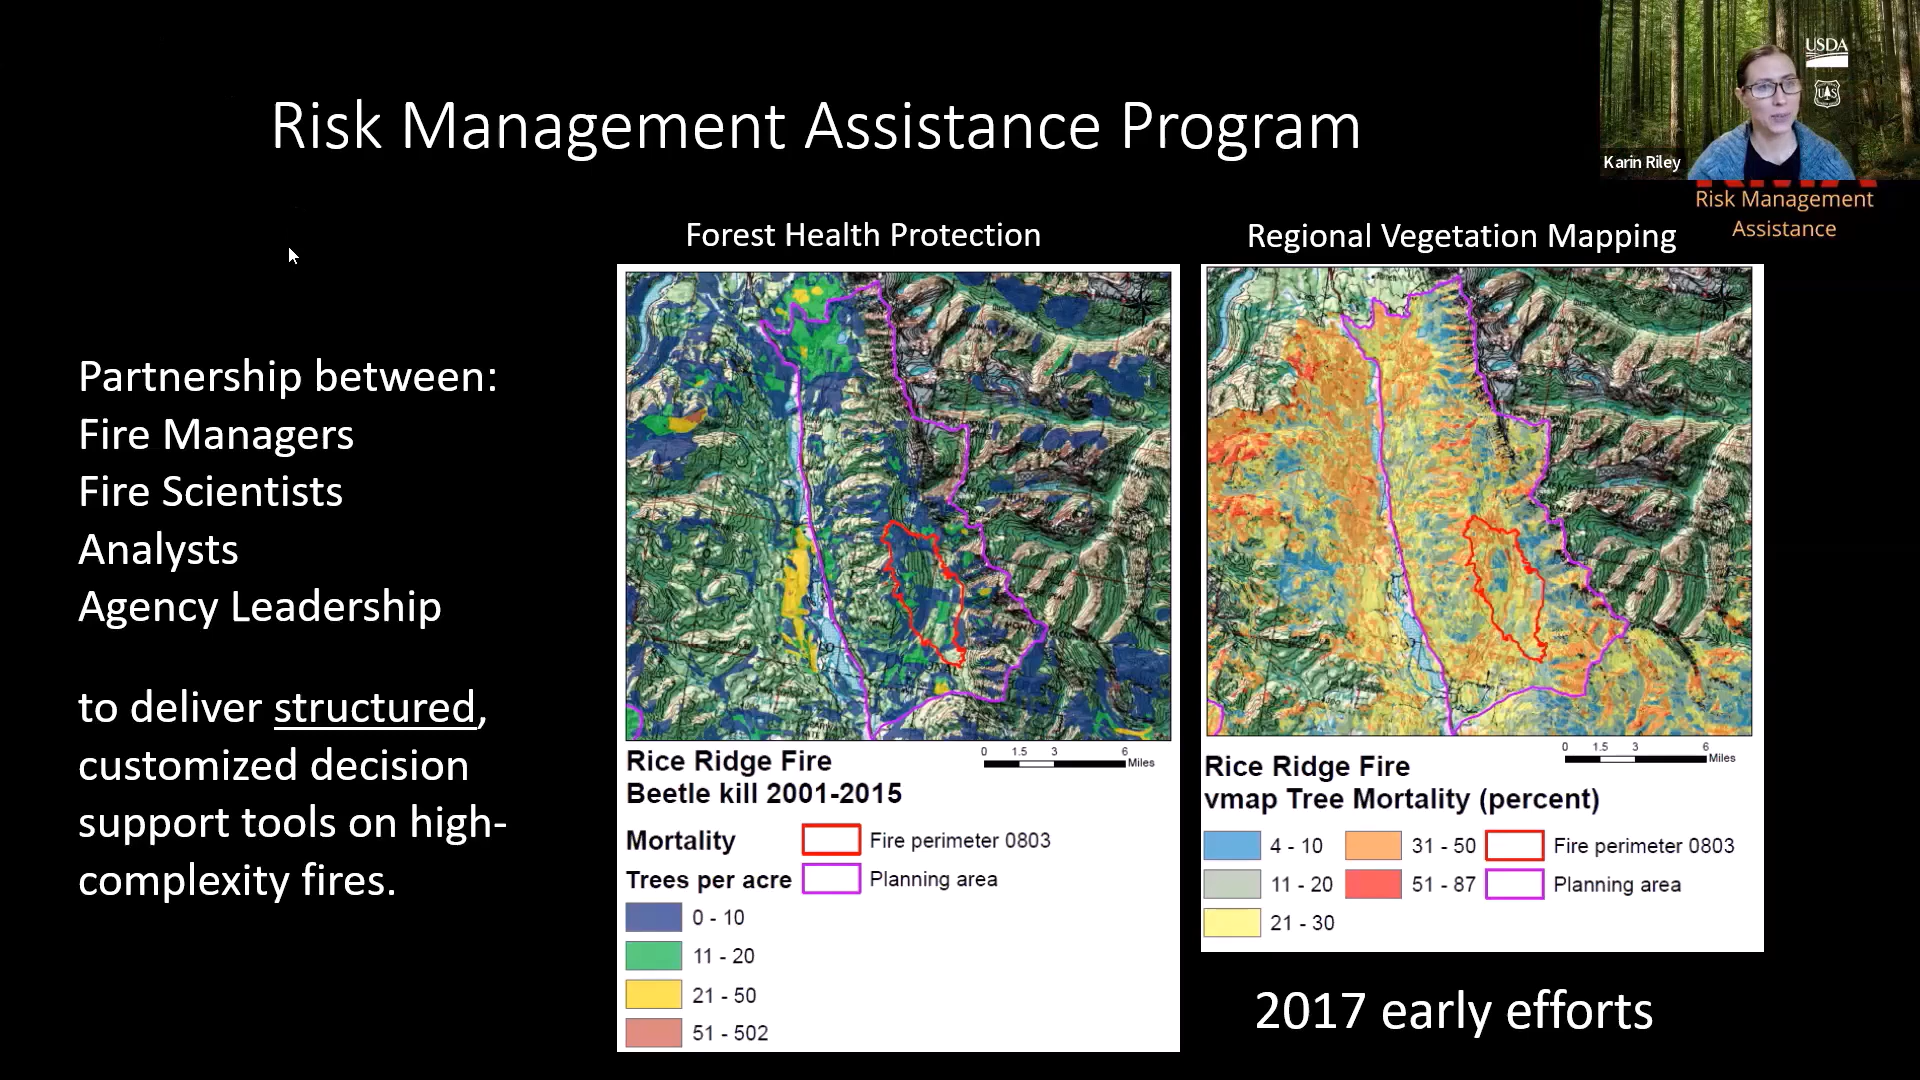 Risk Management Assistance Program
USDA
UAS
Karin Riley
Risk Management
Assistance
Partnership between:
Fire Managers
Fire Scientists
Analysts
Agency Leadership
to deliver structured,
customized decision
support tools on high-
complexity fires.
Forest Health Protection
Rice Ridge Fire
Beetle kill 2001-2015
0 1.5 3 6
Miles
Mortality
Fire perimeter 0803
Trees per acre
Planning area
0 - 10
11 - 20
21 - 50
51 - 502
Regional Vegetation Mapping
Rice Ridge Fire
vmap Tree Mortality (percent)
0 1.5 3 6
Miles
4 - 10
31 - 50
Fire perimeter 0803
11 - 20
51 - 87
Planning area
21 - 30
2017 early efforts